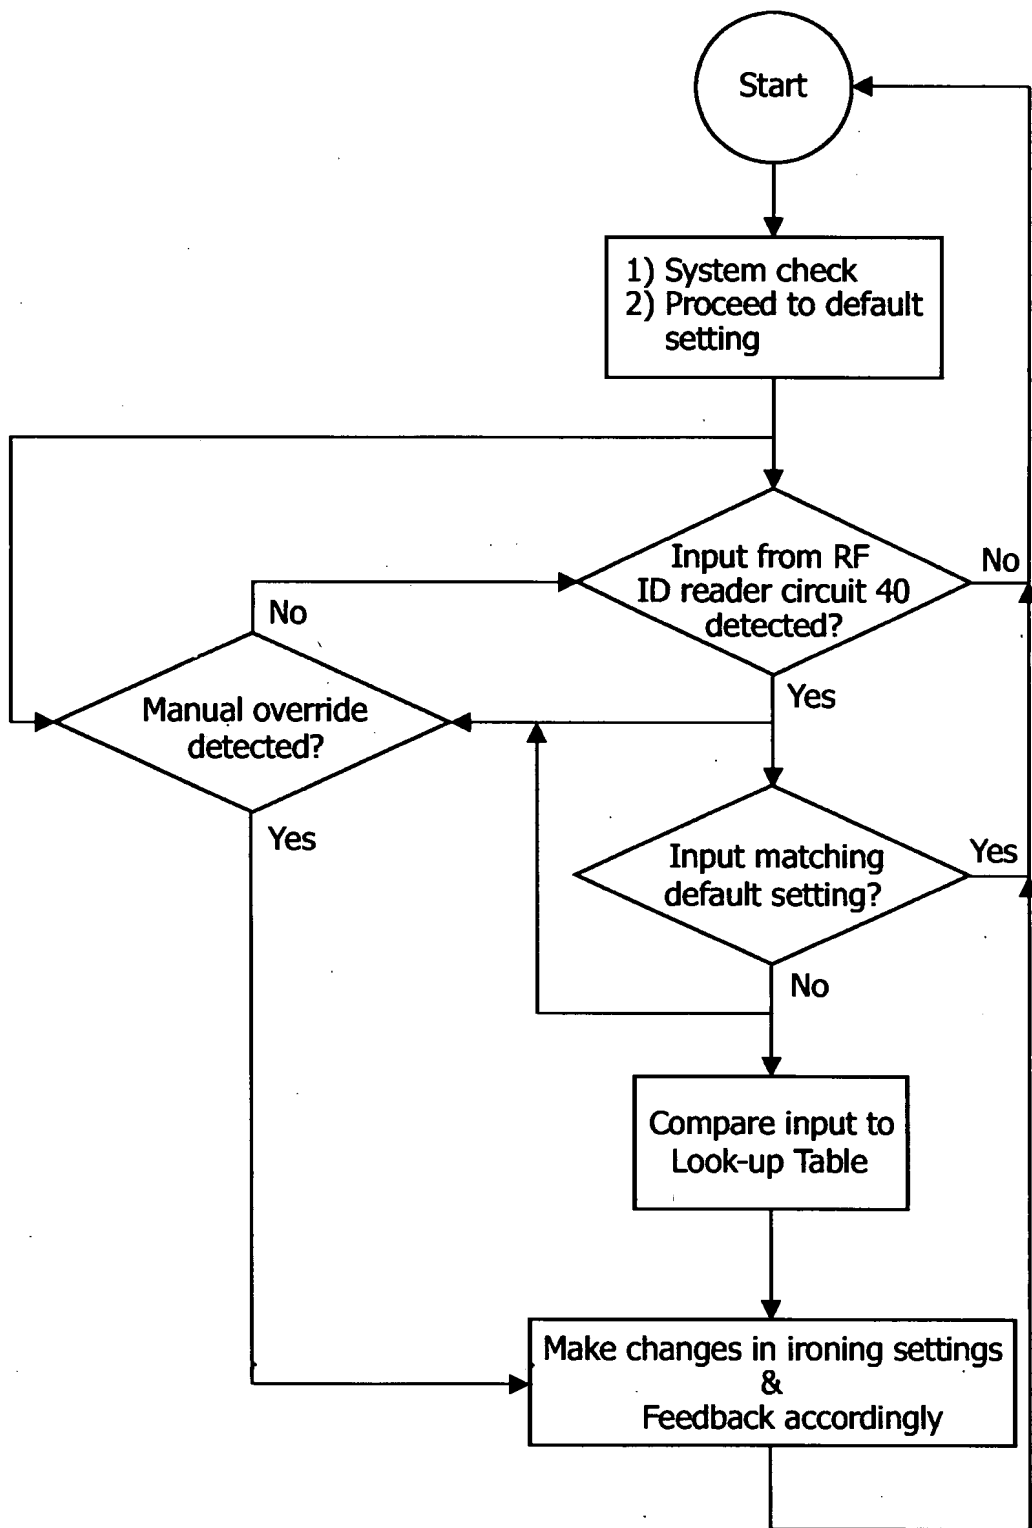 Start
1) System check
2) Proceed to default
setting
Input from RF
ID reader circuit 40
detected?
No
No
Yes
Manual override
detected?
Yes
Input matching
default setting?
Yes
No
Compare input to
Look-up Table
Make changes in ironing settings
&
Feedback accordingly